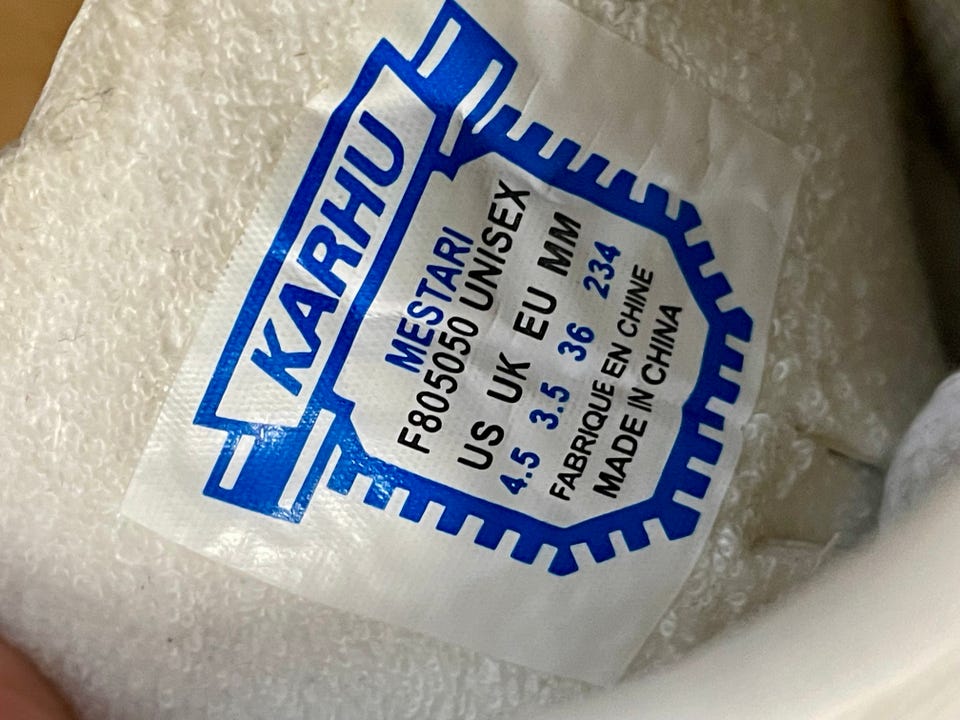 KARHU
MESTARI
F805050 UNISEX
US UK EU MM
4.5 3.5 36 234
FABRIQUE EN CHINE
MADE IN CHINA